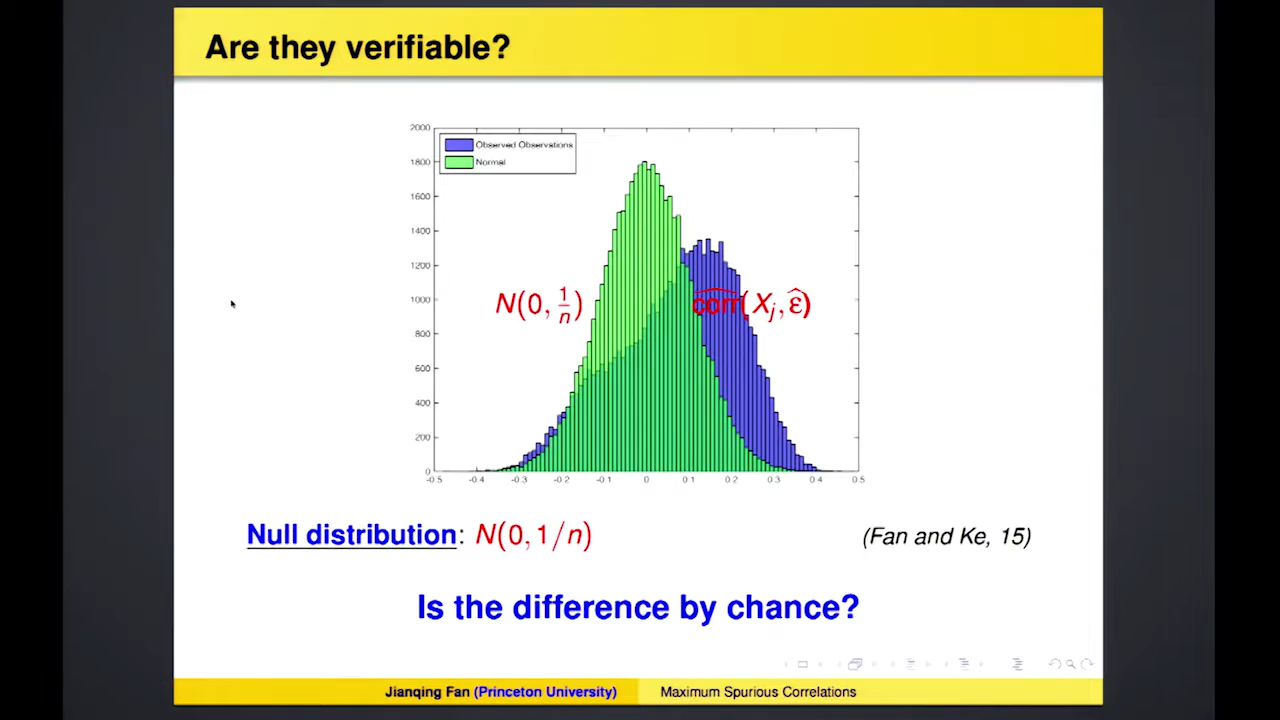 Are they verifiable?
2000
1800
1600
1400
1200
1000
800
600
400
200
0
Observed Observations
Normal
N(0, 1/n)
corr(X_j, ε̂)
-0.5 -0.4 -0.3 -0.2 -0.1 0 0.1 0.2 0.3 0.4 0.5
Null distribution: N(0, 1/n)
(Fan and Ke, 15)
Is the difference by chance?
Jianqing Fan (Princeton University) Maximum Spurious Correlations